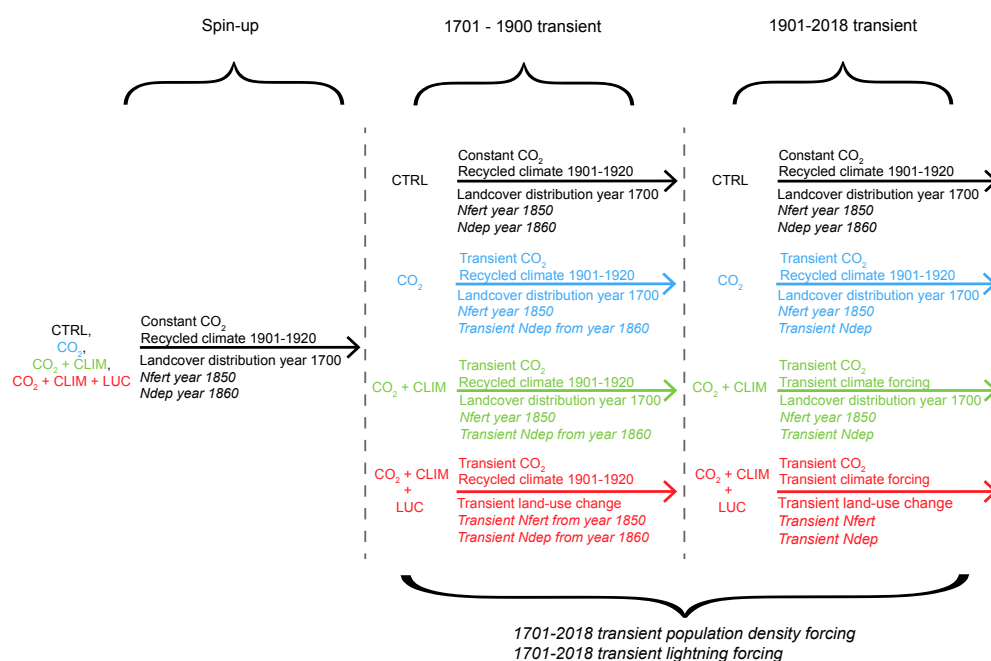 Spin-up
1701 - 1900 transient
1901-2018 transient
CTRL,
CO₂,
CO₂ + CLIM,
CO₂ + CLIM + LUC
Constant CO₂
Recycled climate 1901-1920
Landcover distribution year 1700
Nfert year 1850
Ndep year 1860
CTRL
Constant CO₂
Recycled climate 1901-1920
Landcover distribution year 1700
Nfert year 1850
Ndep year 1860
CTRL
Constant CO₂
Recycled climate 1901-1920
Landcover distribution year 1700
Nfert year 1850
Ndep year 1860
CO₂
Transient CO₂
Recycled climate 1901-1920
Landcover distribution year 1700
Nfert year 1850
Transient Ndep from year 1860
CO₂
Transient CO₂
Recycled climate 1901-1920
Landcover distribution year 1700
Nfert year 1850
Transient Ndep
CO₂ + CLIM
Transient CO₂
Recycled climate 1901-1920
Landcover distribution year 1700
Nfert year 1850
Transient Ndep from year 1860
CO₂ + CLIM
Transient CO₂
Transient climate forcing
Landcover distribution year 1700
Nfert year 1850
Transient Ndep
CO₂ + CLIM
+
LUC
Transient CO₂
Recycled climate 1901-1920
Transient land-use change
Transient Nfert from year 1850
Transient Ndep from year 1860
CO₂ + CLIM
+
LUC
Transient CO₂
Transient climate forcing
Transient land-use change
Transient Nfert
Transient Ndep
1701-2018 transient population density forcing
1701-2018 transient lightning forcing